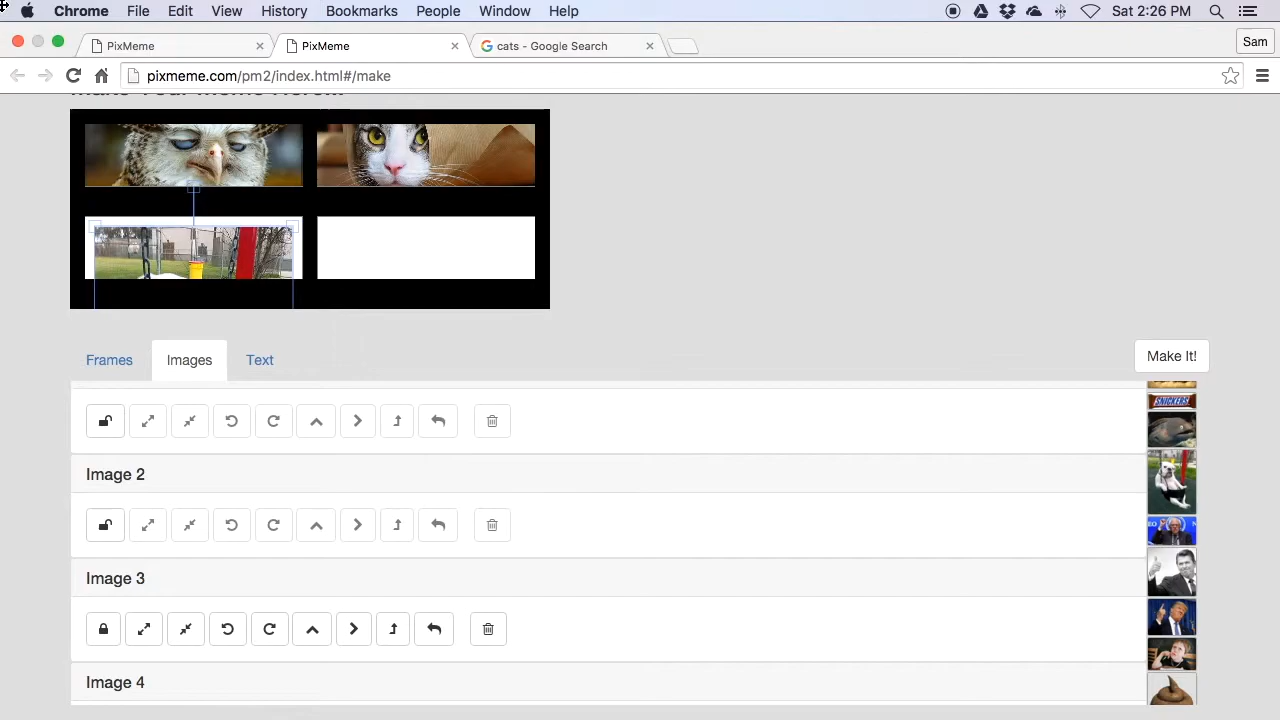 Chrome File Edit View History Bookmarks People Window Help Sat 2:26 PM
PixMeme PixMeme cats - Google Search Sam
pixmeme.com/pm2/index.html#/make
Frames Images Text Make It!
SNICKERS
Image 2
Image 3
Image 4